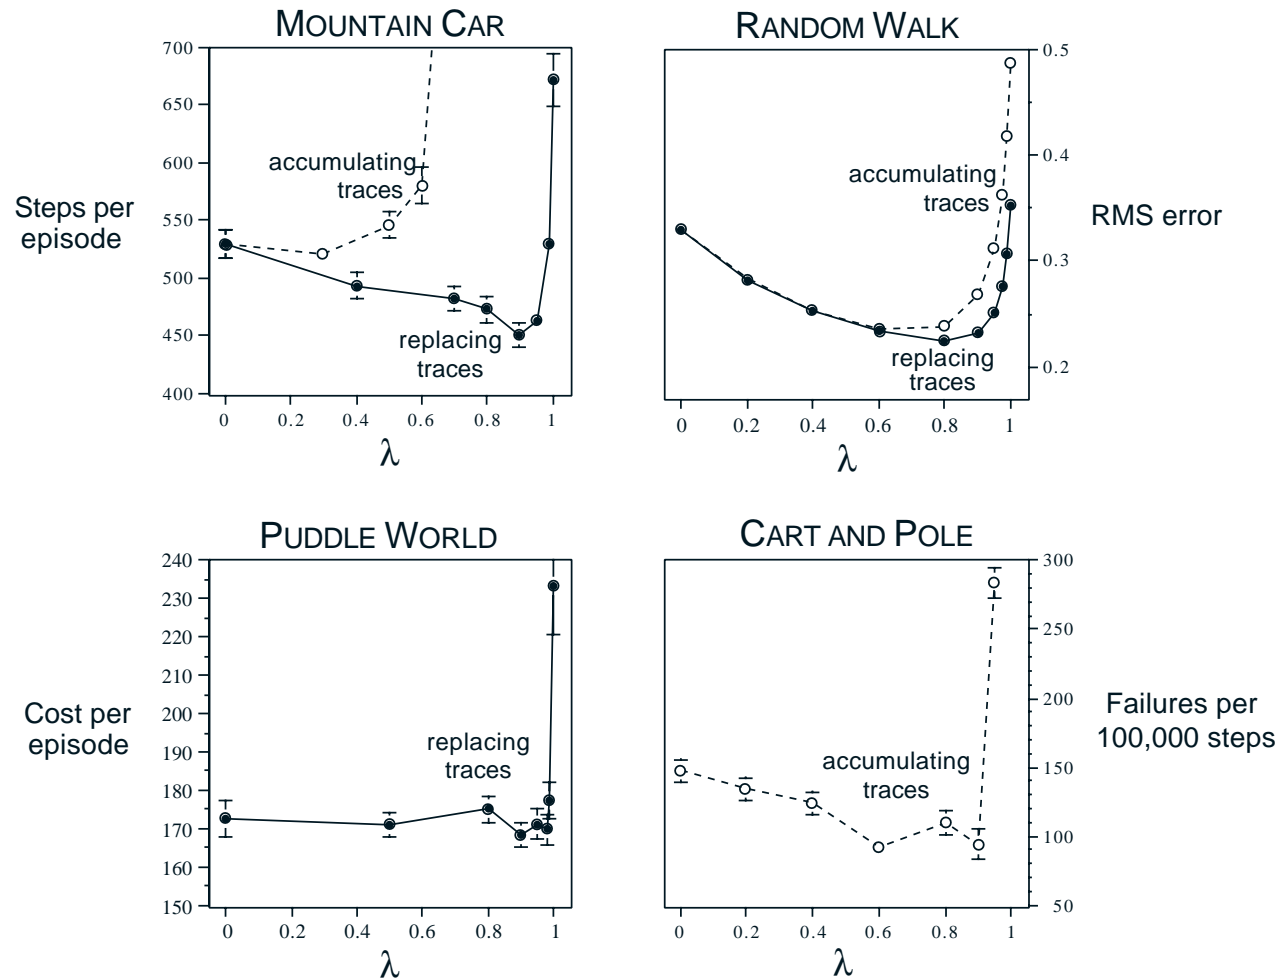 MOUNTAIN CAR
700
650
600
550
500
450
400
Steps per
episode
accumulating
traces
replacing
traces
0
0.2
0.4
0.6
0.8
1
λ
RANDOM WALK
0.5
0.4
0.3
0.2
RMS error
accumulating
traces
replacing
traces
0
0.2
0.4
0.6
0.8
1
λ
PUDDLE WORLD
240
230
220
210
200
190
180
170
160
150
Cost per
episode
replacing
traces
0
0.2
0.4
0.6
0.8
1
λ
CART AND POLE
300
250
200
150
100
50
Failures per
100,000 steps
accumulating
traces
0
0.2
0.4
0.6
0.8
1
λ